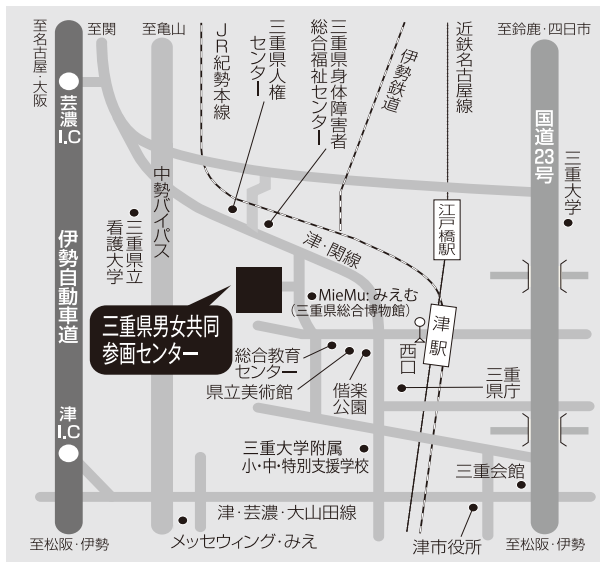 至名古屋・大阪
至関
至亀山
JR紀勢本線
三重県人権
センター
三重県身体障害者
総合福祉センター
伊勢鉄道
近鉄名古屋線
至鈴鹿・四日市
芸濃
I.C
国道23号
三重大学
中勢バイパス
三重県立
看護大学
江戸橋駅
津・関線
伊勢自動車道
MieMu:みえむ
(三重県総合博物館)
三重県男女共同
参画センター
津駅
西口
総合教育
センター
県立美術館
偕楽
公園
三重
県庁
津
I.C
三重大学附属
小・中・特別支援学校
三重会館
津・芸濃・大山田線
至松阪・伊勢
メッセウィング・みえ
津市役所
至松阪・伊勢